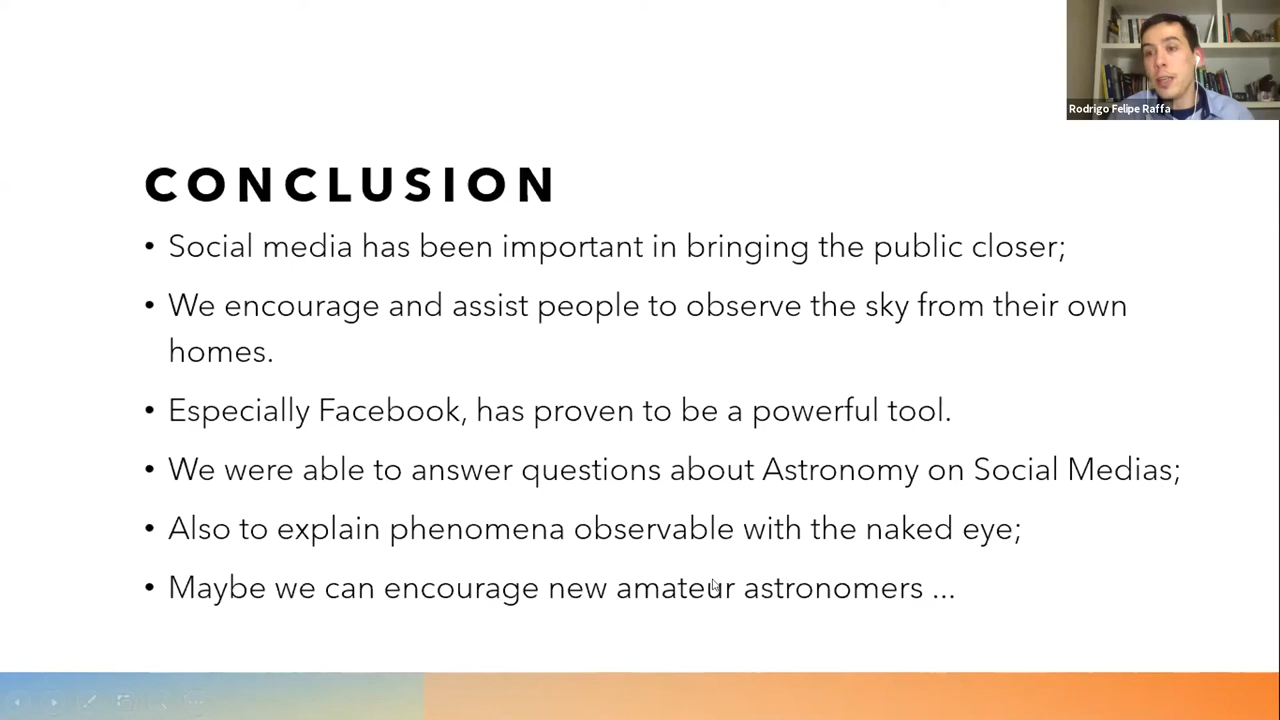 Rodrigo Felipe Raffa
CONCLUSION
• Social media has been important in bringing the public closer;
• We encourage and assist people to observe the sky from their own
homes.
• Especially Facebook, has proven to be a powerful tool.
• We were able to answer questions about Astronomy on Social Medias;
• Also to explain phenomena observable with the naked eye;
• Maybe we can encourage new amateur astronomers ...